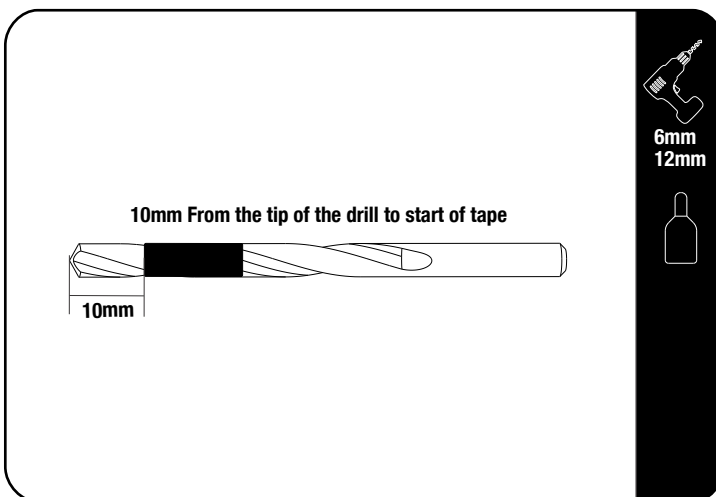 10mm From the tip of the drill to start of tape
10mm
6mm
12mm